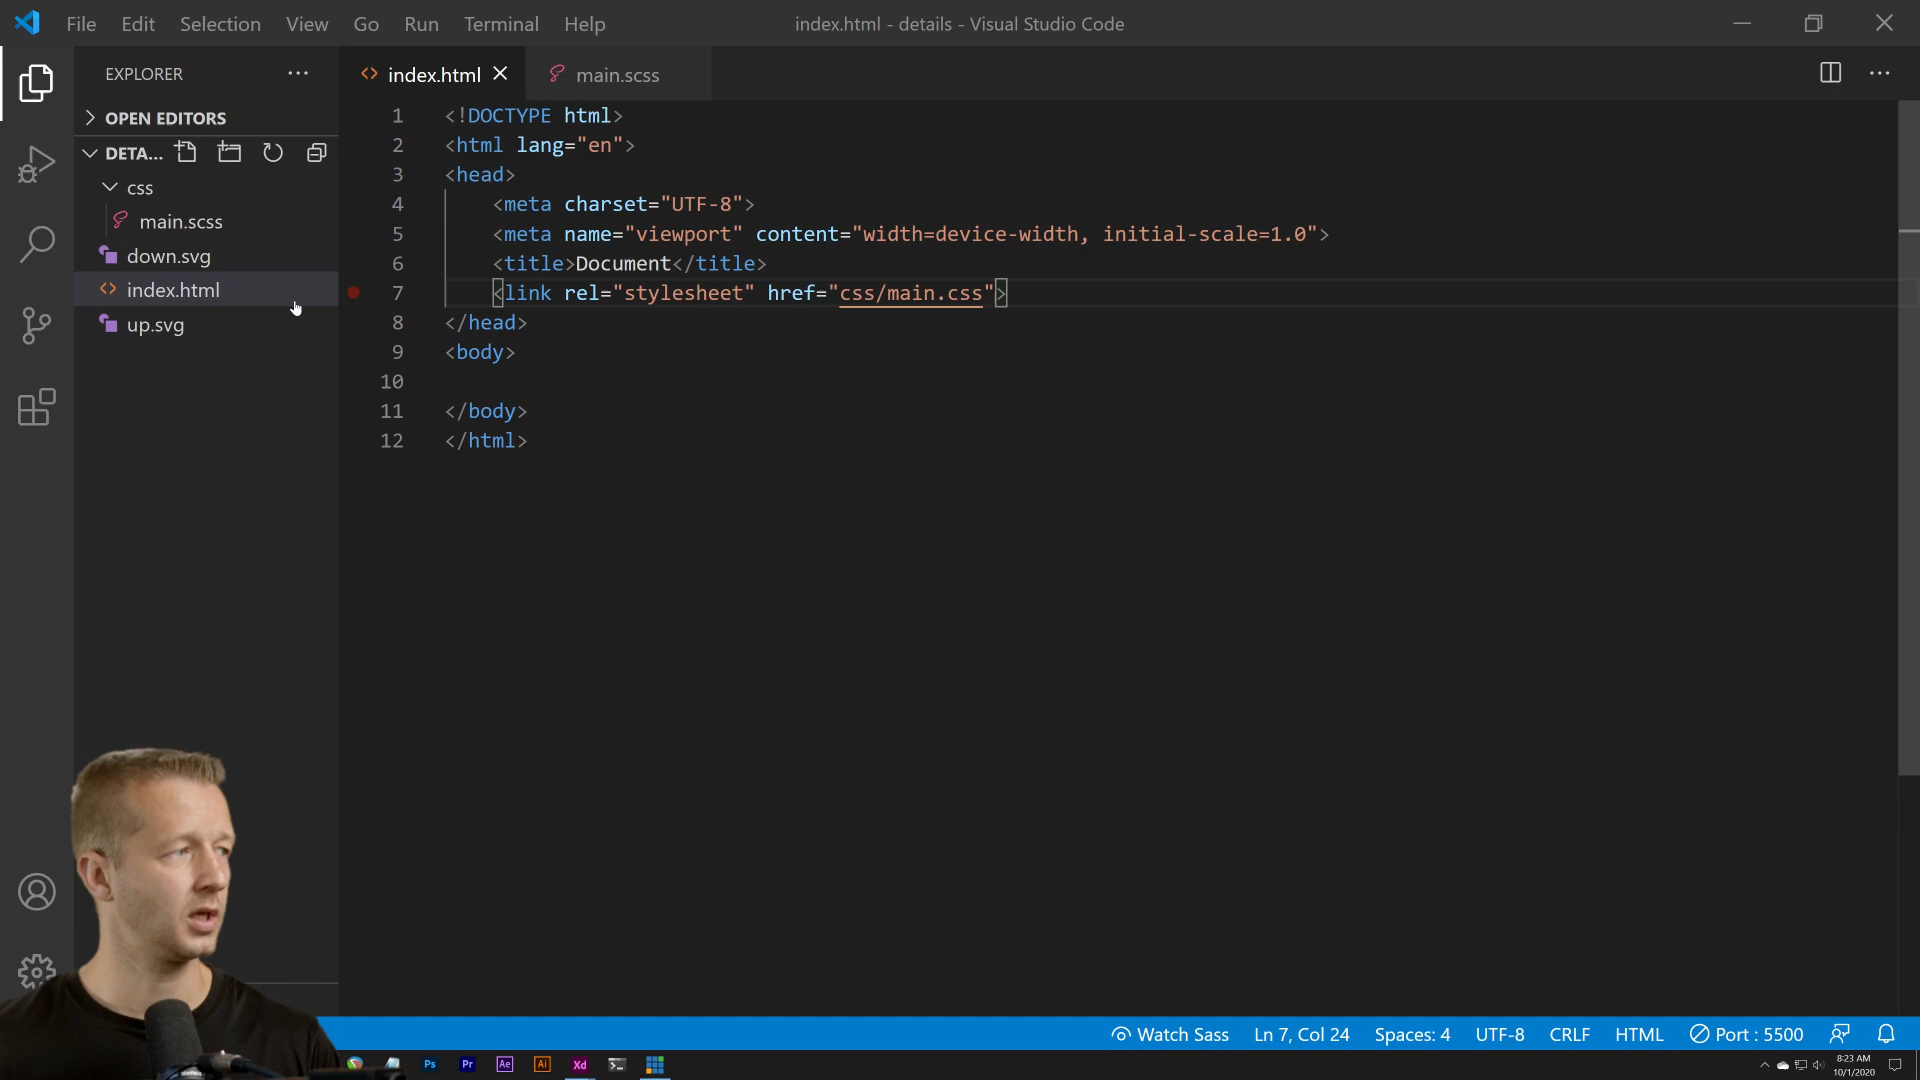 File Edit Selection View Go Run Terminal Help
index.html - details - Visual Studio Code
EXPLORER
OPEN EDITORS
DETA...
css
main.scss
down.svg
index.html
up.svg
index.html
main.scss
1 <!DOCTYPE html>
2 <html lang="en">
3 <head>
4 <meta charset="UTF-8">
5 <meta name="viewport" content="width=device-width, initial-scale=1.0">
6 <title>Document</title>
7 <link rel="stylesheet" href="css/main.css">
8 </head>
9 <body>
10
11 </body>
12 </html>
Watch Sass Ln 7, Col 24 Spaces: 4 UTF-8 CRLF HTML Port : 5500
Ps Pr Ae Ai Xd
8:23 AM
10/1/2020